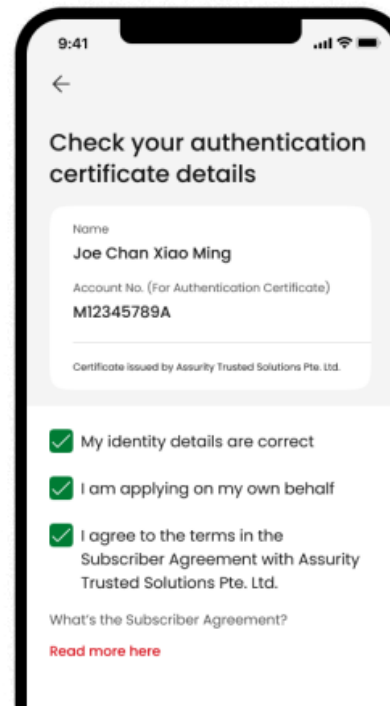 9:41
Check your authentication
certificate details
Name
Joe Chan Xiao Ming
Account No. (For Authentication Certificate)
M12345789A
Certificate issued by Assurity Trusted Solutions Pte. Ltd.
My identity details are correct
I am applying on my own behalf
I agree to the terms in the
Subscriber Agreement with Assurity
Trusted Solutions Pte. Ltd.
What's the Subscriber Agreement?
Read more here